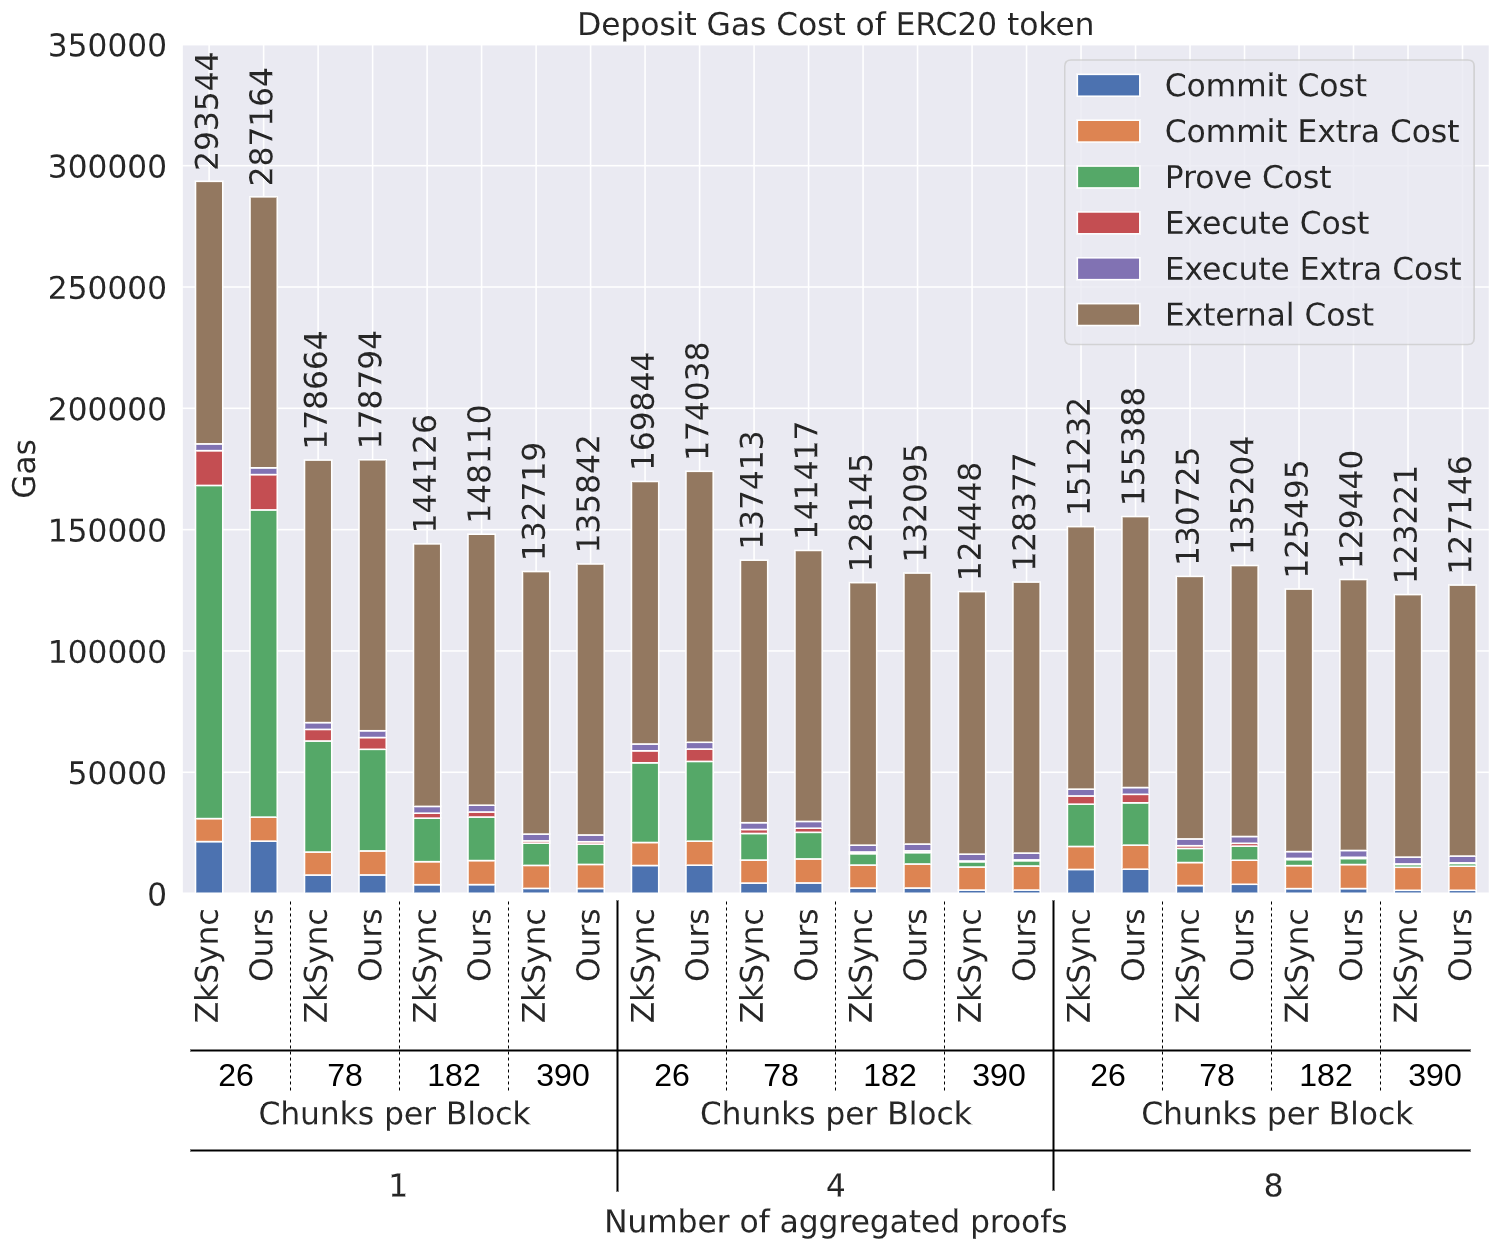 Deposit Gas Cost of ERC20 token
Gas
350000
300000
250000
200000
150000
100000
50000
0
Commit Cost
Commit Extra Cost
Prove Cost
Execute Cost
Execute Extra Cost
External Cost
293544
287164
178664
178794
144126
148110
132719
135842
169844
174038
137413
141417
128145
132095
124448
128377
151232
155388
130725
135204
125495
129440
123221
127146
ZkSync Ours ZkSync Ours ZkSync Ours ZkSync Ours ZkSync Ours ZkSync Ours ZkSync Ours ZkSync Ours ZkSync Ours ZkSync Ours ZkSync Ours ZkSync Ours
26 78 182 390 26 78 182 390 26 78 182 390
Chunks per Block Chunks per Block Chunks per Block
1 4 8
Number of aggregated proofs